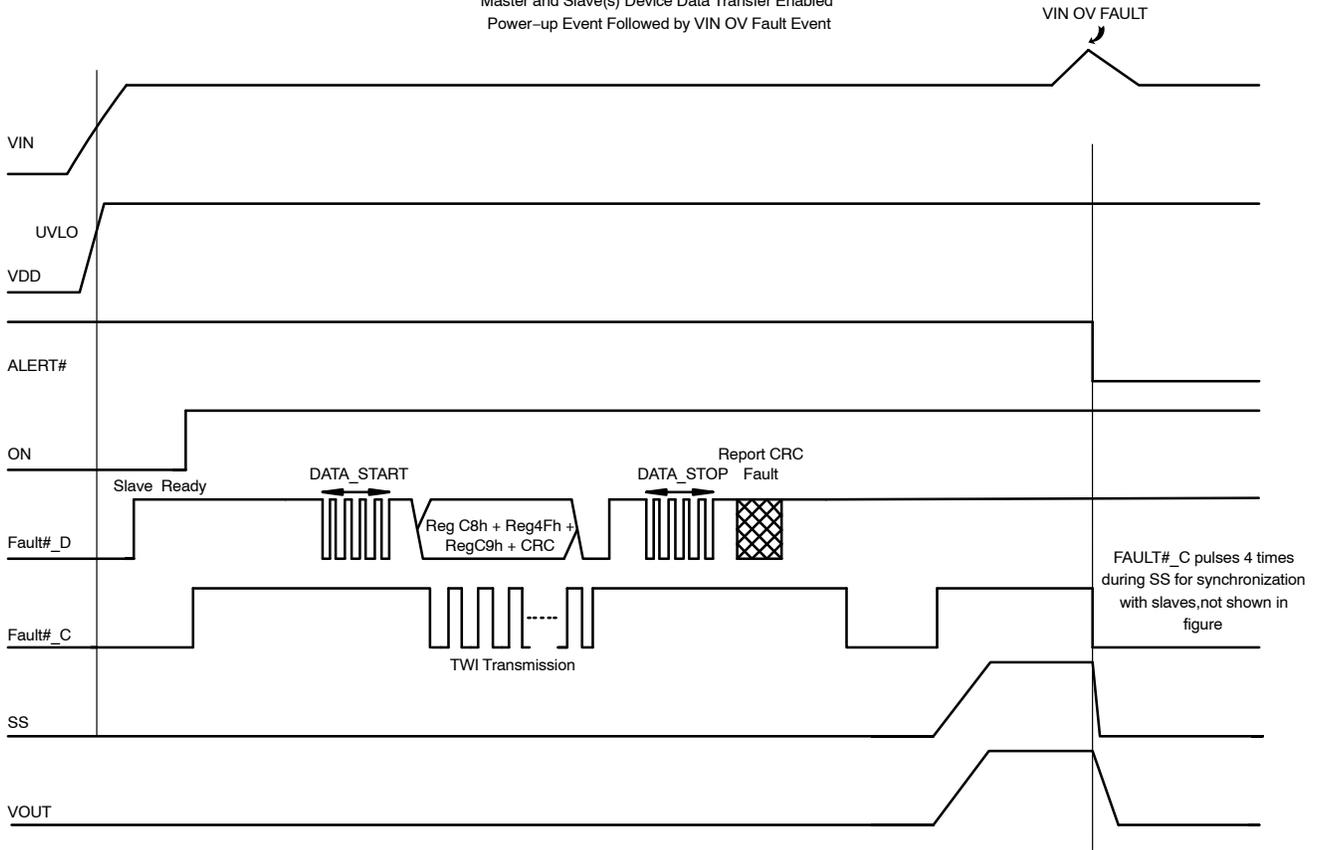 Master and Slave(s) Device Data Transfer Enabled
Power−up Event Followed by VIN OV Fault Event
VIN OV FAULT
VIN
UVLO
VDD
ALERT#
ON
Slave Ready
DATA_START
DATA_STOP
Report CRC
Fault
Fault#_D
Reg C8h + Reg4Fh +
RegC9h + CRC
FAULT#_C pulses 4 times
during SS for synchronization
with slaves,not shown in
figure
Fault#_C
TWI Transmission
SS
VOUT